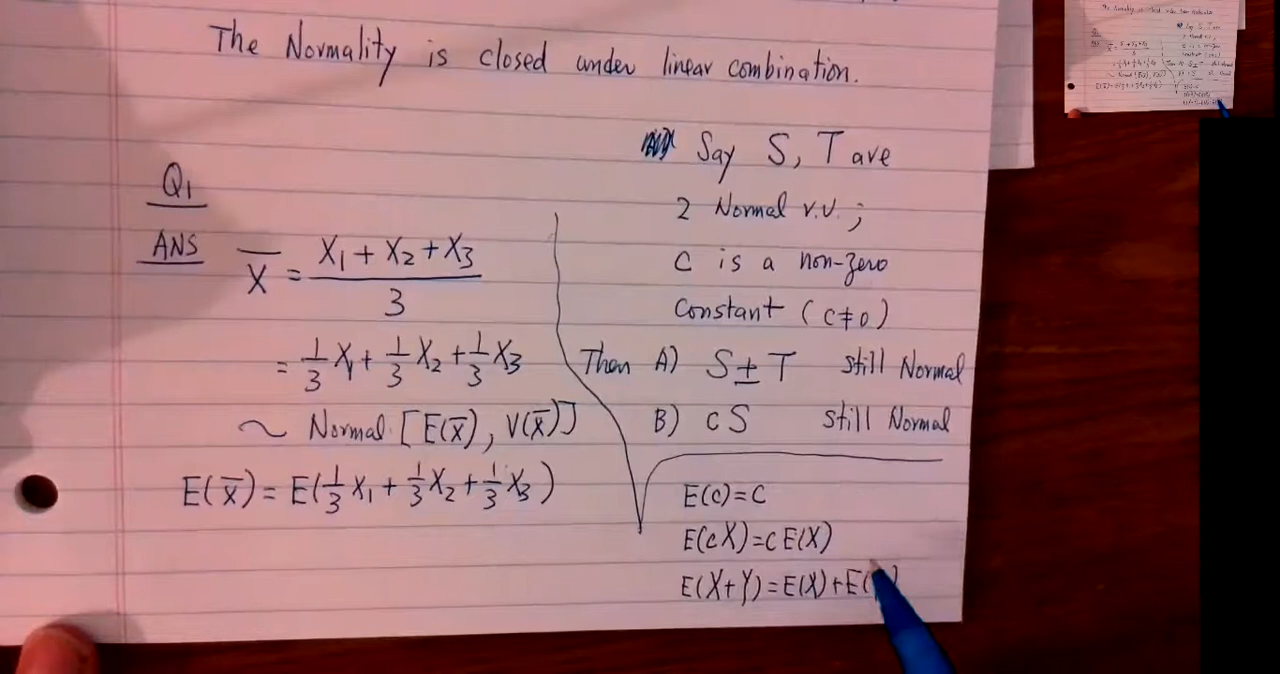 The Normality is closed under linear combination.
Q1
ANS
X̄ = (X₁ + X₂ + X₃) / 3
= 1/3 X₁ + 1/3 X₂ + 1/3 X₃
~ Normal [E(X̄), V(X̄)]
E(X̄) = E(1/3 X₁ + 1/3 X₂ + 1/3 X₃)
Say S, T are
2 Normal r.v. ;
C is a non-zero
Constant (C≠0)
Then A) S ± T still Normal
B) cS still Normal
E(c)=C
E(cX)=cE(X)
E(X+Y)=E(X)+E(